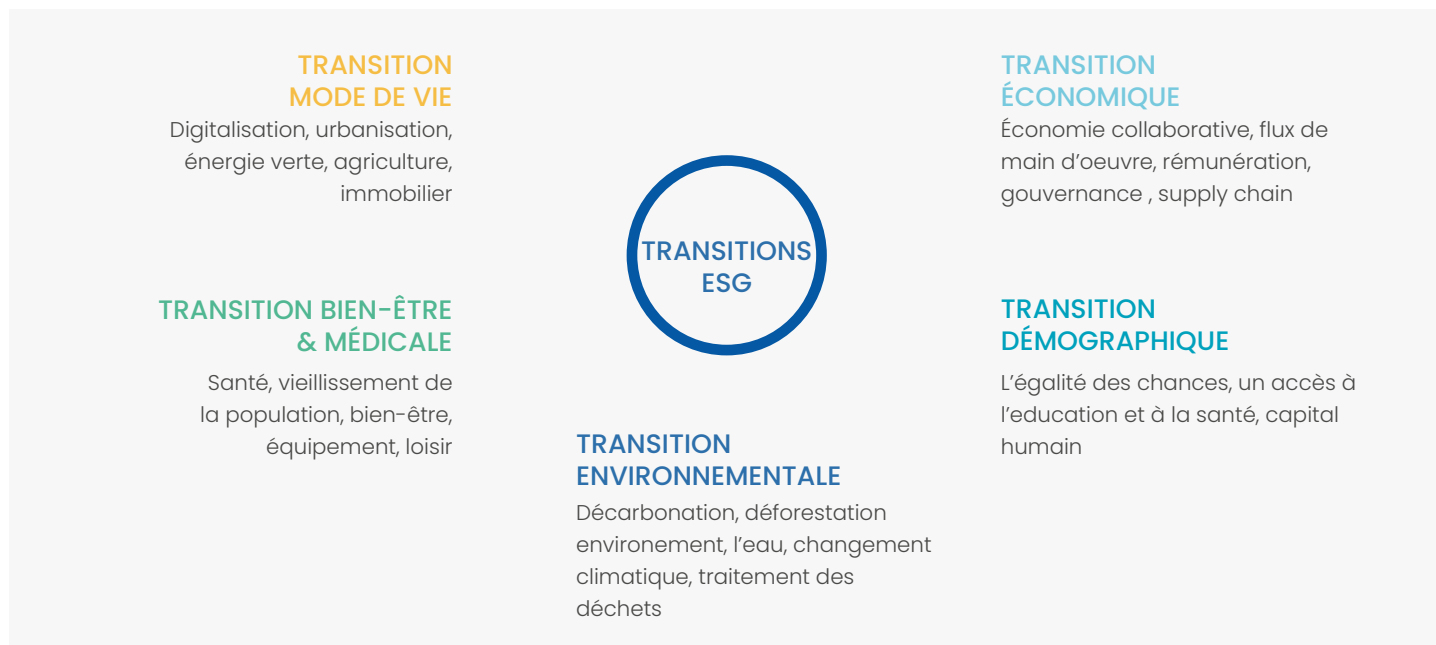 TRANSITION
MODE DE VIE
Digitalisation, urbanisation,
énergie verte, agriculture,
immobilier
TRANSITION
ÉCONOMIQUE
Économie collaborative, flux de
main d'oeuvre, rémunération,
gouvernance , supply chain
TRANSITIONS
ESG
TRANSITION BIEN-ÊTRE
& MÉDICALE
Santé, vieillissement de
la population, bien-être,
équipement, loisir
TRANSITION
DÉMOGRAPHIQUE
L'égalité des chances, un accès à
l'education et à la santé, capital
humain
TRANSITION
ENVIRONNEMENTALE
Décarbonation, déforestation
environement, l'eau, changement
climatique, traitement des
déchets